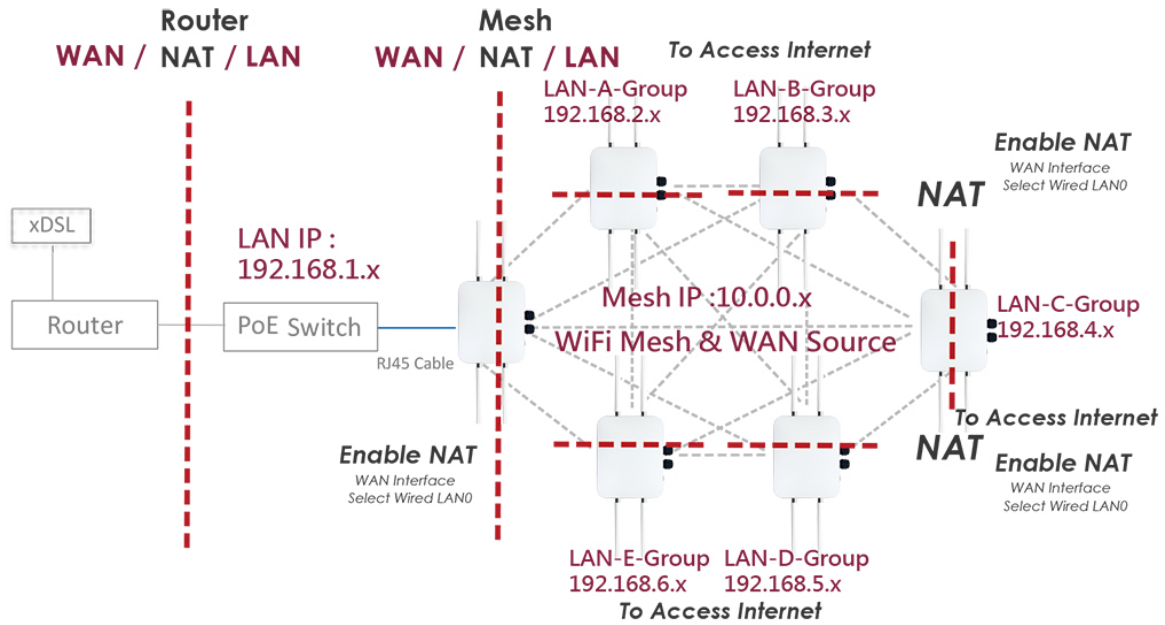 Router
WAN / NAT / LAN
Mesh
WAN / NAT / LAN
To Access Internet
LAN-A-Group
192.168.2.x
LAN-B-Group
192.168.3.x
Enable NAT
WAN Interface
Select Wired LAN0
NAT
xDSL
LAN IP :
192.168.1.x
Router
PoE Switch
RJ45 Cable
Mesh IP :10.0.0.x
WiFi Mesh & WAN Source
LAN-C-Group
192.168.4.x
To Access Internet
NAT
Enable NAT
WAN Interface
Select Wired LAN0
Enable NAT
WAN Interface
Select Wired LAN0
LAN-E-Group
192.168.6.x
LAN-D-Group
192.168.5.x
To Access Internet